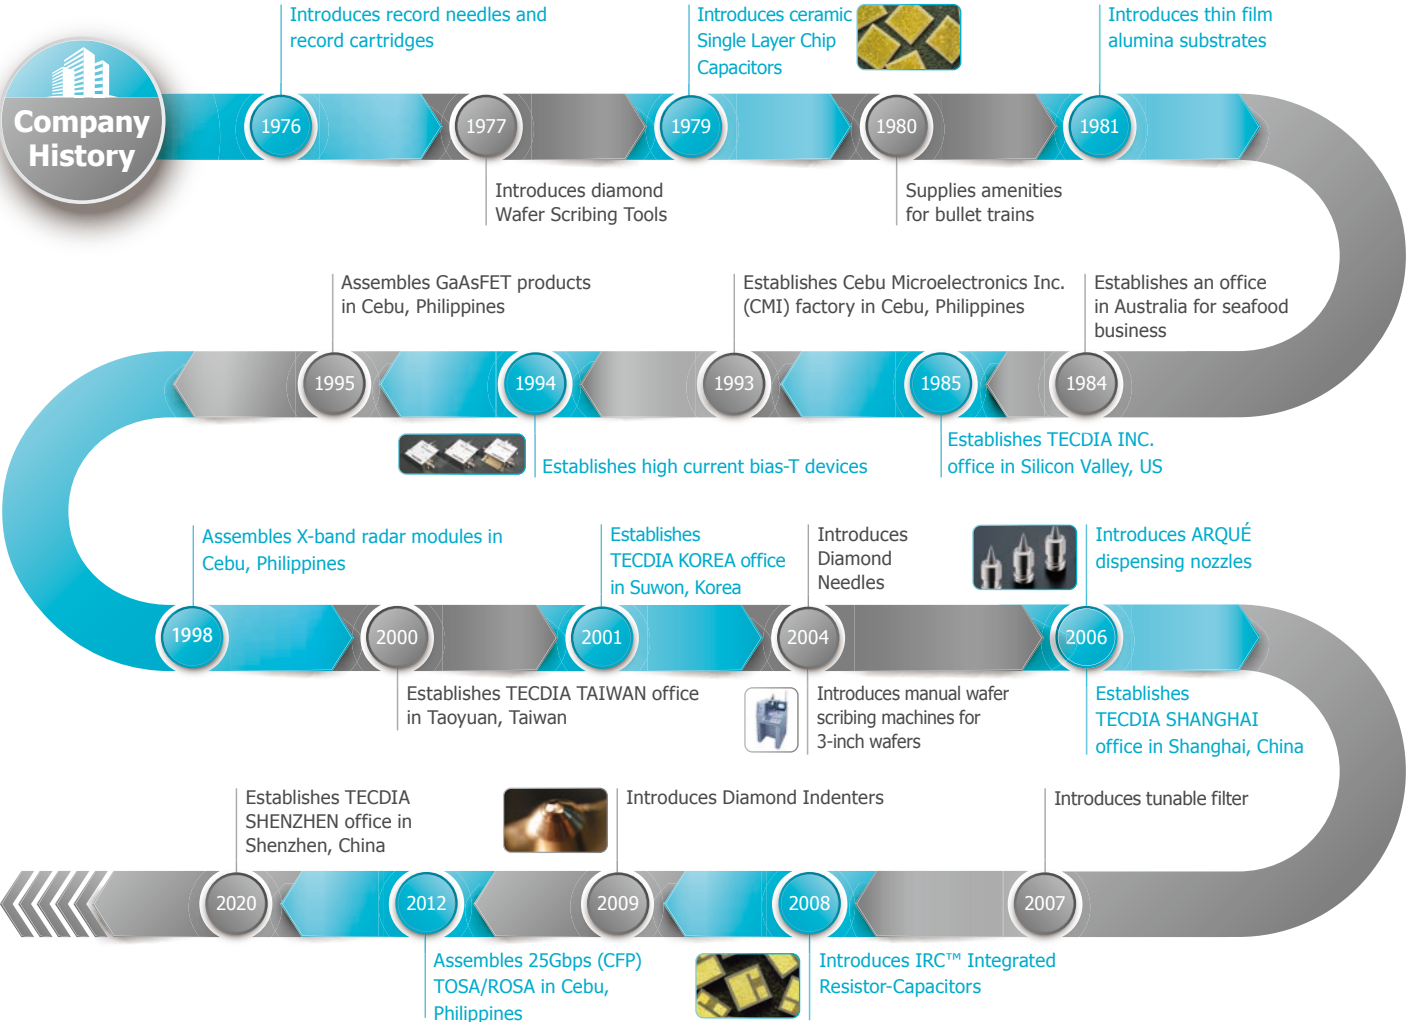 Company
History
Introduces record needles and
record cartridges
1976
1977
Introduces diamond
Wafer Scribing Tools
Introduces ceramic
Single Layer Chip
Capacitors
1979
1980
Supplies amenities
for bullet trains
Introduces thin film
alumina substrates
1981
Establishes an office
in Australia for seafood
business
1984
1985
Establishes TECDIA INC.
office in Silicon Valley, US
Establishes Cebu Microelectronics Inc.
(CMI) factory in Cebu, Philippines
1993
1994
Establishes high current bias-T devices
Assembles GaAsFET products
in Cebu, Philippines
1995
Assembles X-band radar modules in
Cebu, Philippines
1998
2000
Establishes TECDIA TAIWAN office
in Taoyuan, Taiwan
Establishes
TECDIA KOREA office
in Suwon, Korea
2001
Introduces
Diamond
Needles
2004
Introduces manual wafer
scribing machines for
3-inch wafers
Introduces ARQUÉ
dispensing nozzles
2006
Establishes
TECDIA SHANGHAI
office in Shanghai, China
Introduces tunable filter
2007
2008
Introduces IRC™ Integrated
Resistor-Capacitors
Introduces Diamond Indenters
2009
2012
Assembles 25Gbps (CFP)
TOSA/ROSA in Cebu,
Philippines
Establishes TECDIA
SHENZHEN office in
Shenzhen, China
2020